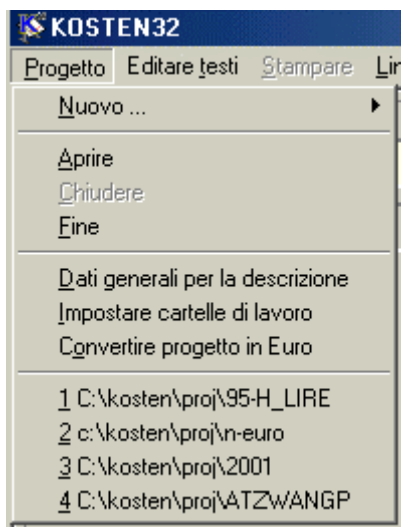 KOSTEN32
Progetto Editare testi Stampare Lin
Nuovo ...
Aprire
Chiudere
Fine
Dati generali per la descrizione
Impostare cartelle di lavoro
Convertire progetto in Euro
1 C:\kosten\proj\95-H_LIRE
2 c:\kosten\proj\n-euro
3 C:\kosten\proj\2001
4 C:\kosten\proj\ATZWANGP